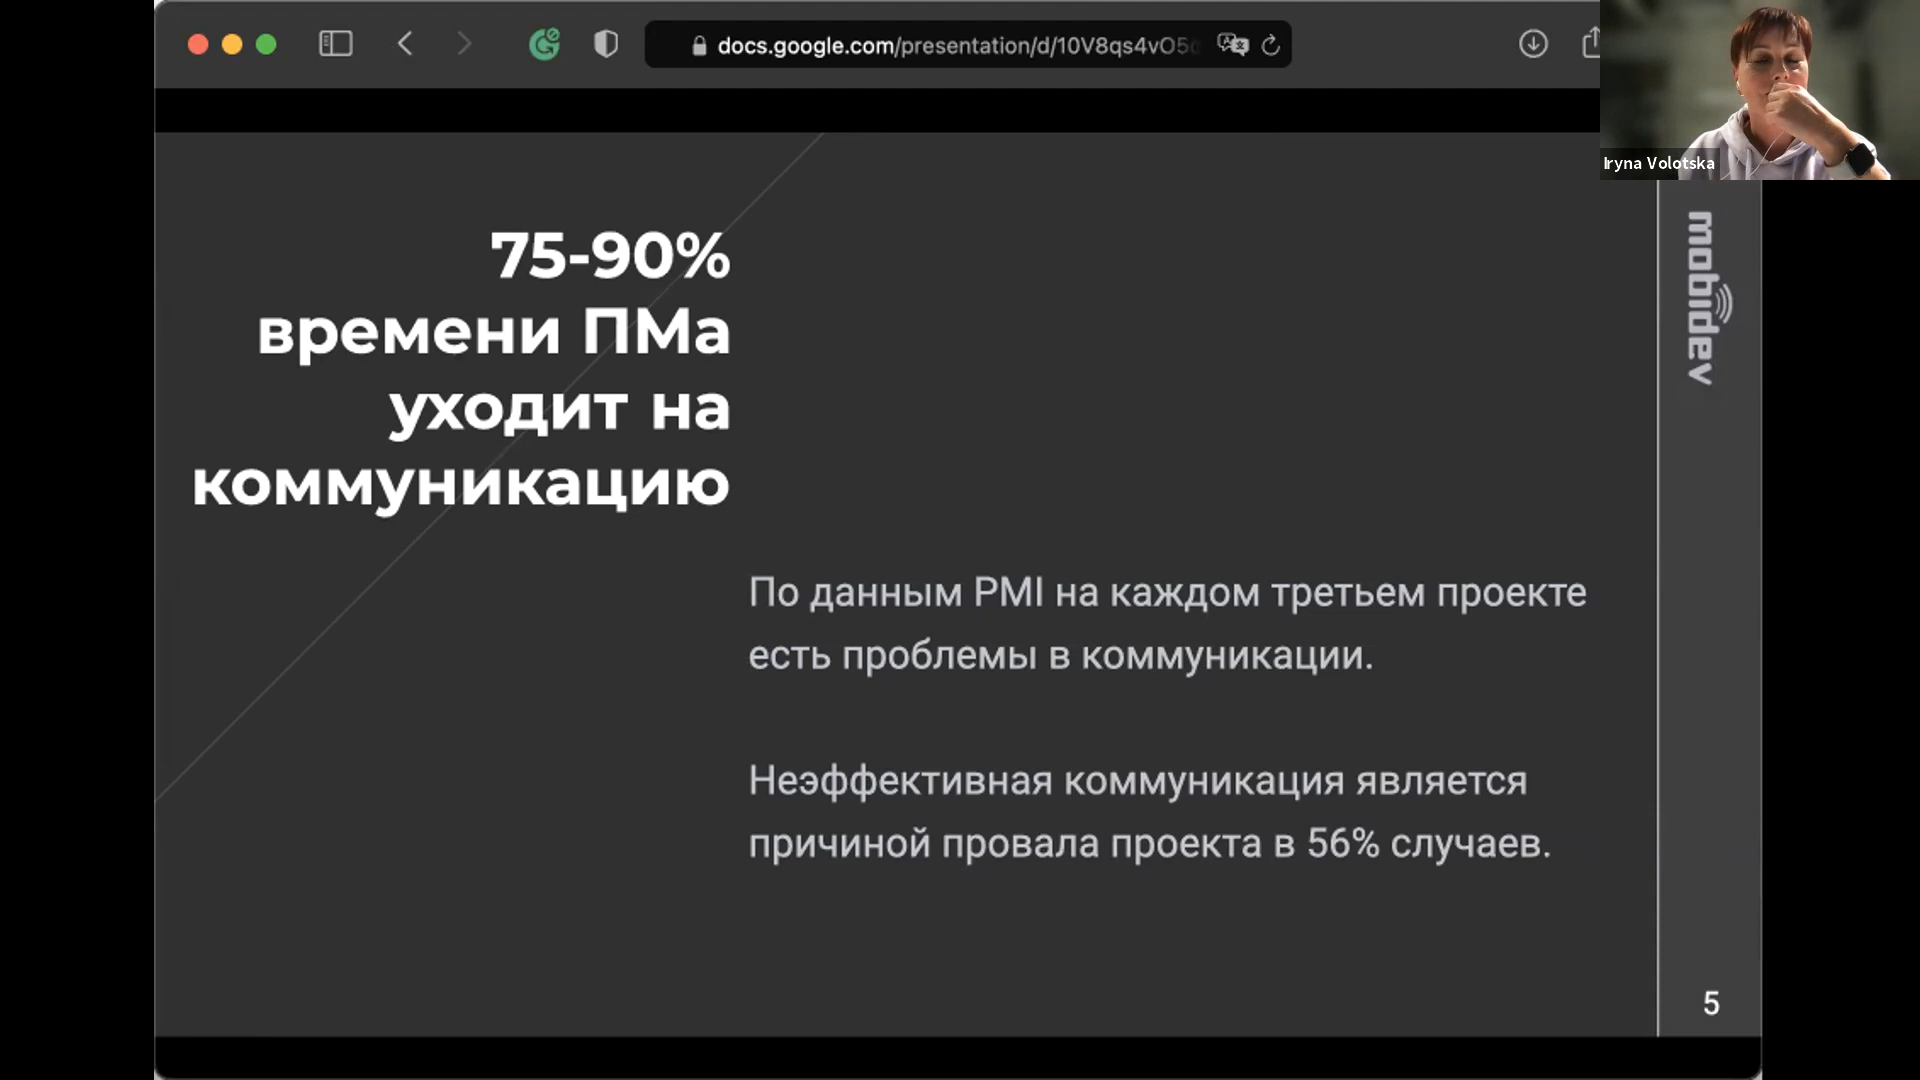 docs.google.com/presentation/d/10V8qs4vO5
Iryna Volotska
75-90%
времени ПМа
уходит на
коммуникацию
По данным PMI на каждом третьем проекте
есть проблемы в коммуникации.
Неэффективная коммуникация является
причиной провала проекта в 56% случаев.
mobidev
5